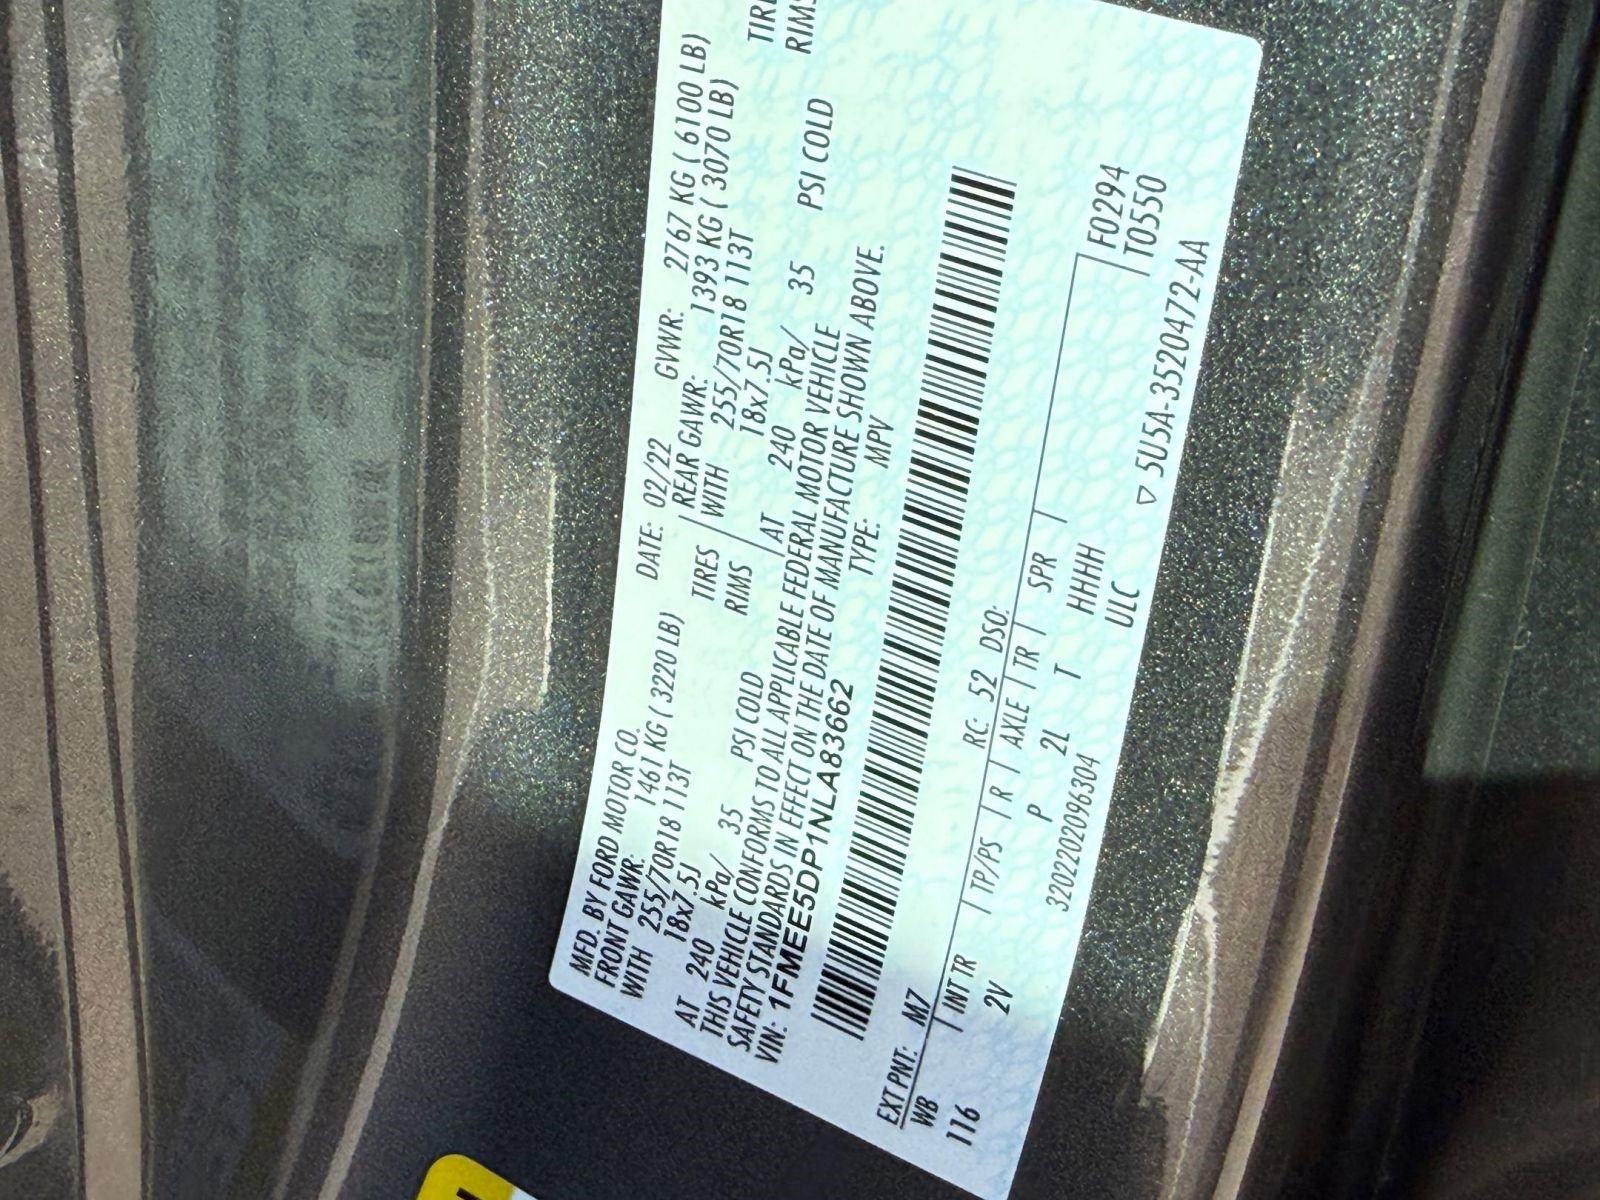 MFD. BY FORD MOTOR CO.
DATE: 02/22 GVWR: 2767 KG ( 6100 LB)
FRONT GAWR: 1461 KG ( 3220 LB) REAR GAWR: 1393 KG ( 3070 LB)
WITH 255/70R18 113T TIRES WITH 255/70R18 113T
18x7.5J RIMS 18x7.5J RIMS
AT 240 kPa/ 35 PSI COLD AT 240 kPa/ 35 PSI COLD
THIS VEHICLE CONFORMS TO ALL APPLICABLE FEDERAL MOTOR VEHICLE
SAFETY STANDARDS IN EFFECT ON THE DATE OF MANUFACTURE SHOWN ABOVE.
VIN: 1FMEE5DP1NLA83662 TYPE: MPV
EXT PNT: M7 RC: 52 DSO:
WB INT TR TP/PS R AXLE TR SPR
F0294
T0550
116 2V P 2L T HHHH
3202202096304 ULC
▽ 5U5A-3520472-AA